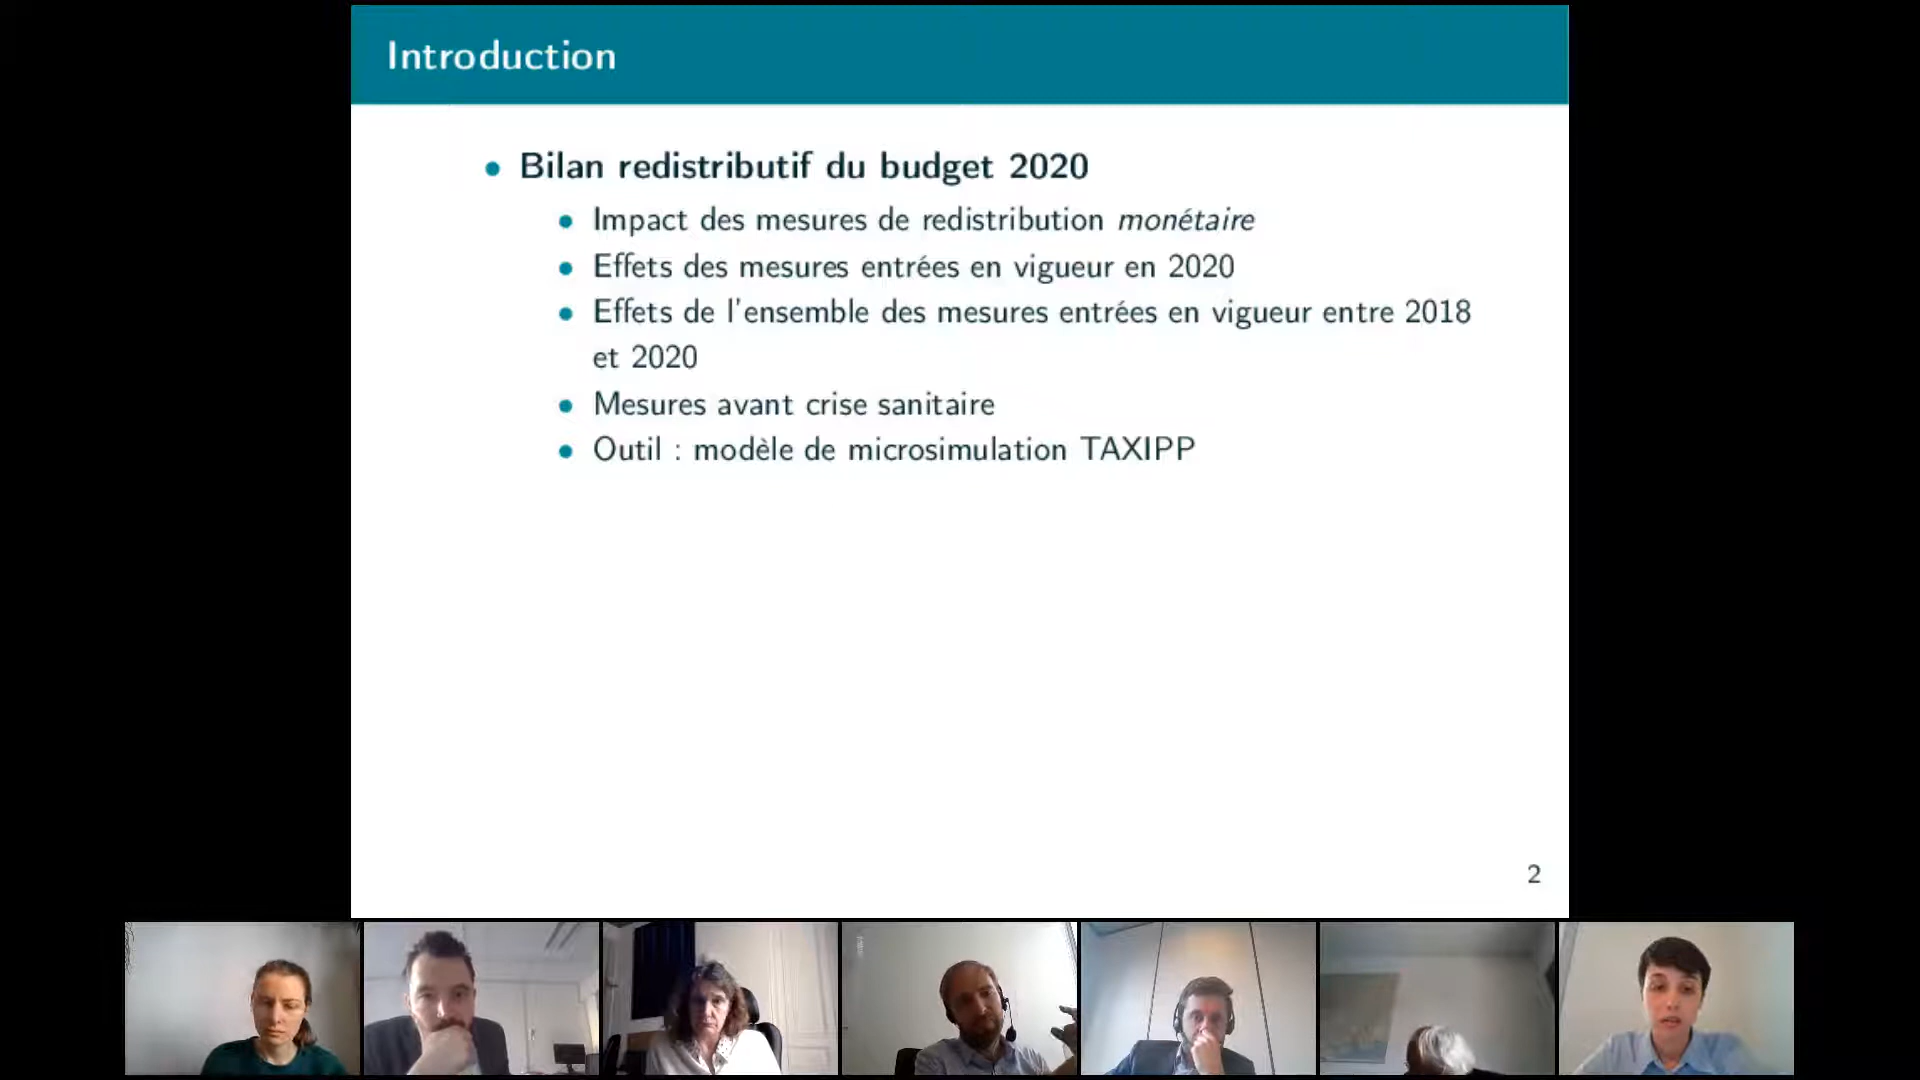 Introduction
Bilan redistributif du budget 2020
Impact des mesures de redistribution monétaire
Effets des mesures entrées en vigueur en 2020
Effets de l'ensemble des mesures entrées en vigueur entre 2018
et 2020
Mesures avant crise sanitaire
Outil : modèle de microsimulation TAXIPP
2